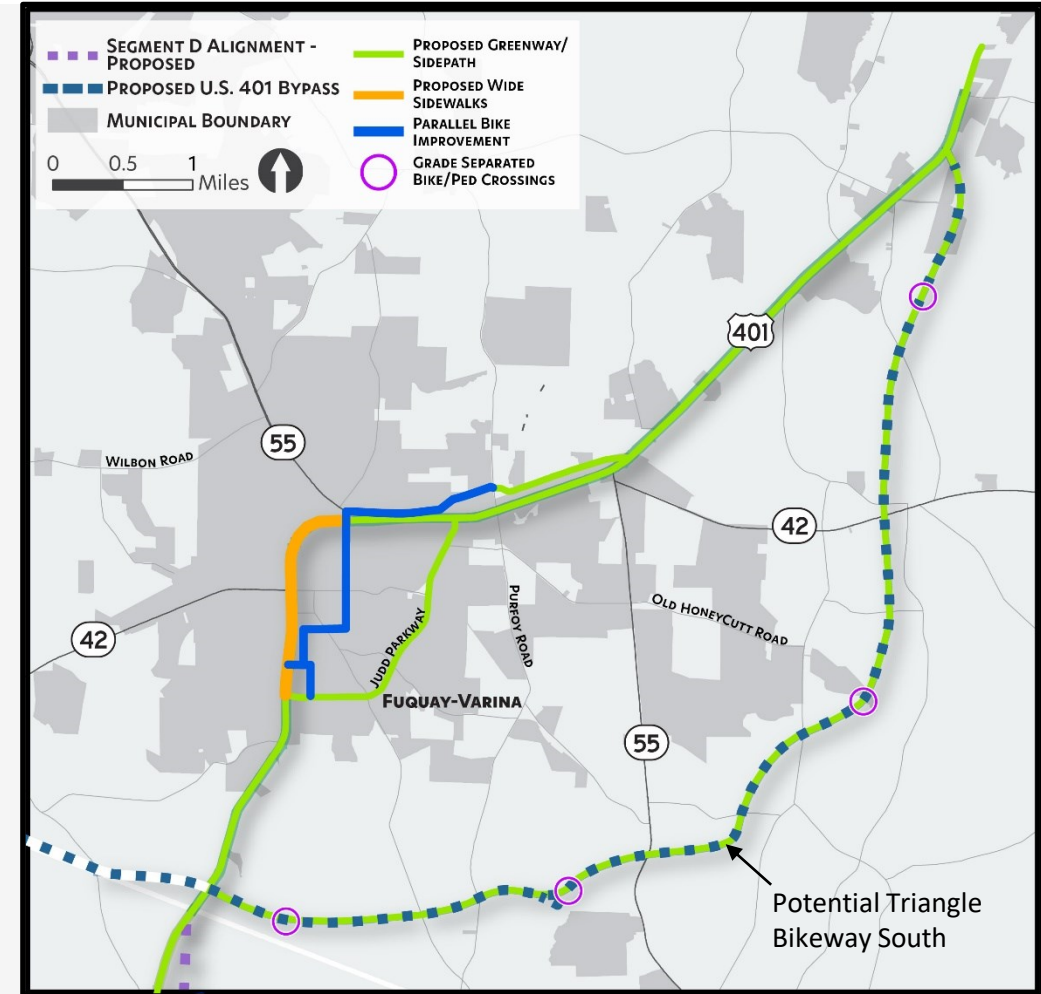 SEGMENT D ALIGNMENT -
PROPOSED
PROPOSED U.S. 401 BYPASS
MUNICIPAL BOUNDARY
0 0.5 1
Miles
PROPOSED GREENWAY/
SIDEPATH
PROPOSED WIDE
SIDEWALKS
PARALLEL BIKE
IMPROVEMENT
GRADE SEPARATED
BIKE/PED CROSSINGS
401
55
WILBON ROAD
42
PURFOY ROAD
OLD HONEYCUTT ROAD
42
JUDD PARKWAY
FUQUAY-VARINA
55
Potential Triangle
Bikeway South